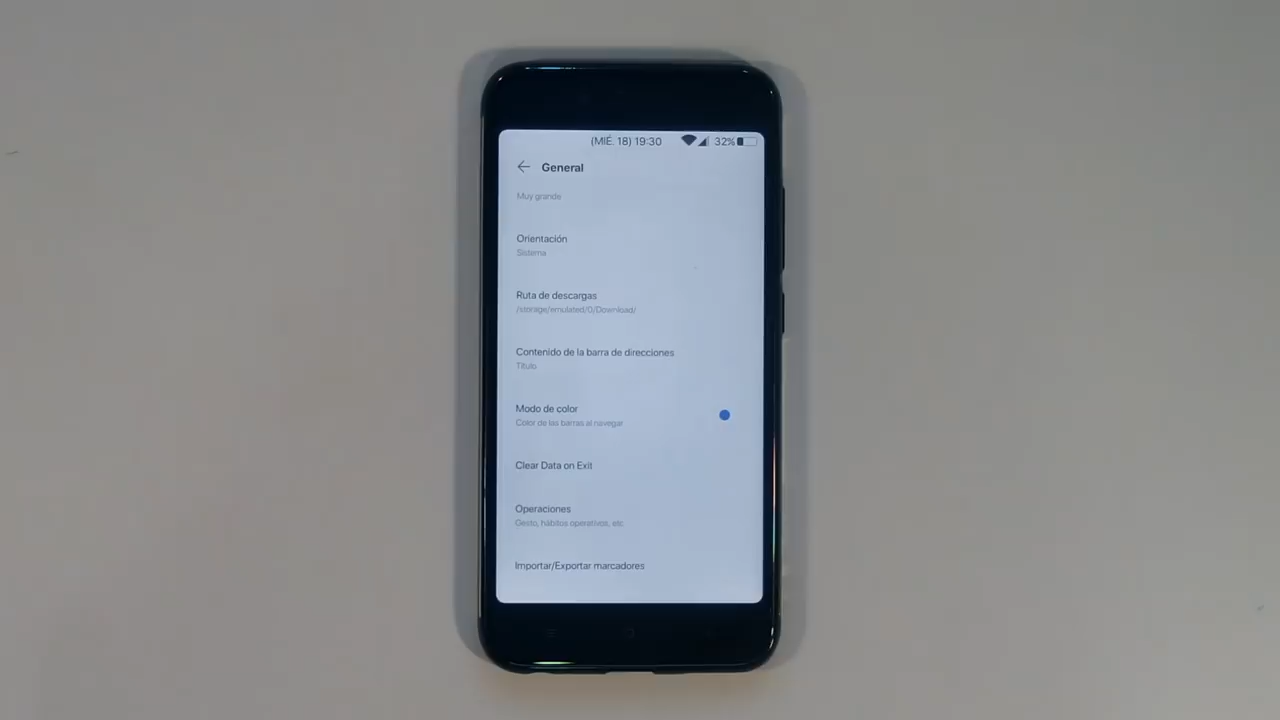 (MIÉ. 18) 19:30 32%
General
Muy grande
Orientación
Sistema
Ruta de descargas
/storage/emulated/0/Download/
Contenido de la barra de direcciones
Título
Modo de color
Color de las barras al navegar
Clear Data on Exit
Operaciones
Gesto, hábitos operativos, etc.
Importar/Exportar marcadores